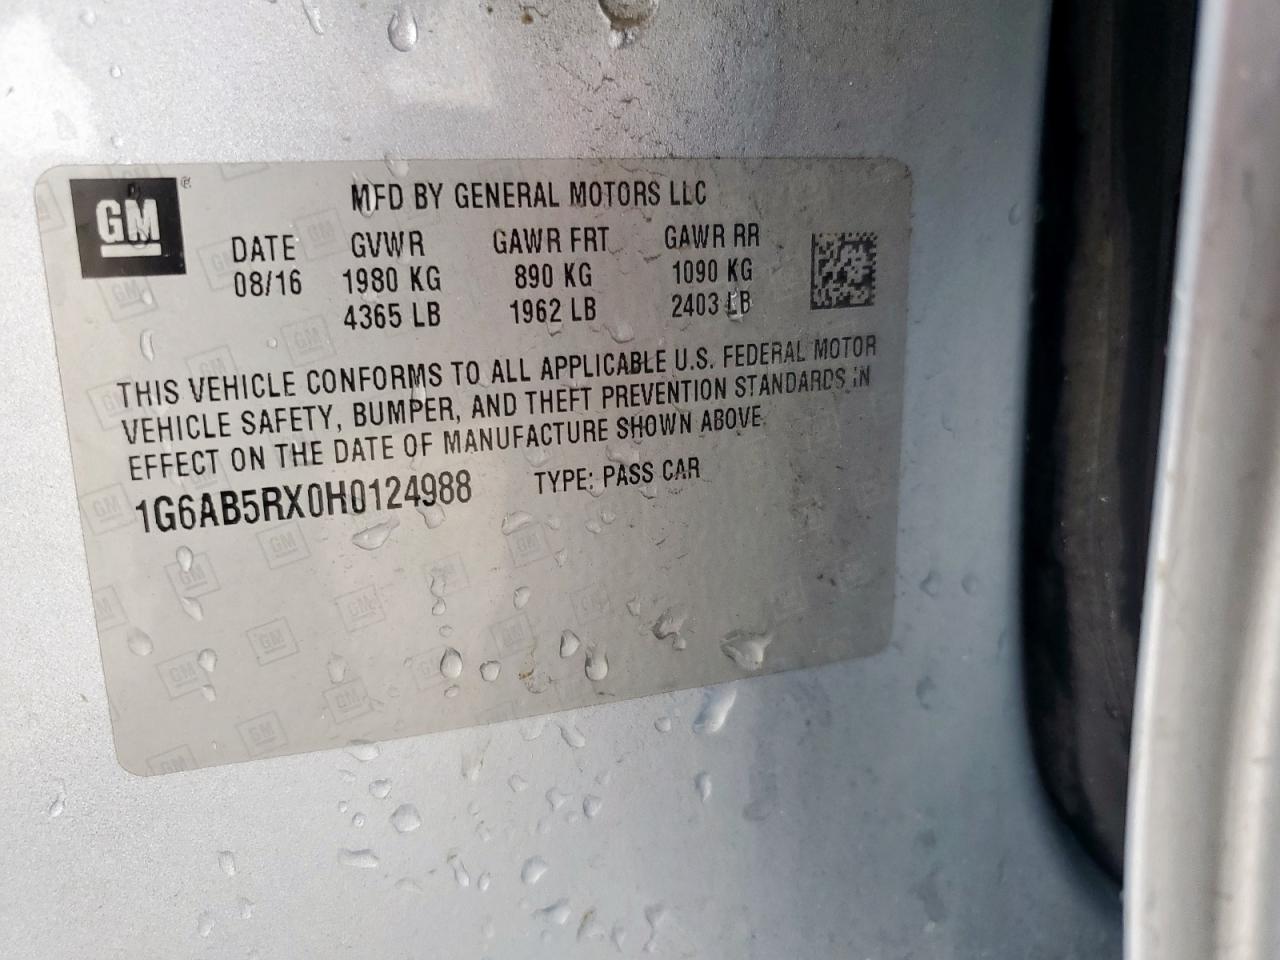 GM
MFD BY GENERAL MOTORS LLC
DATE GVWR GAWR FRT GAWR RR
08/16 1980 KG 890 KG 1090 KG
4365 LB 1962 LB 2403 LB
THIS VEHICLE CONFORMS TO ALL APPLICABLE U.S. FEDERAL MOTOR
VEHICLE SAFETY, BUMPER, AND THEFT PREVENTION STANDARDS IN
EFFECT ON THE DATE OF MANUFACTURE SHOWN ABOVE.
1G6AB5RX0H0124988 TYPE: PASS CAR